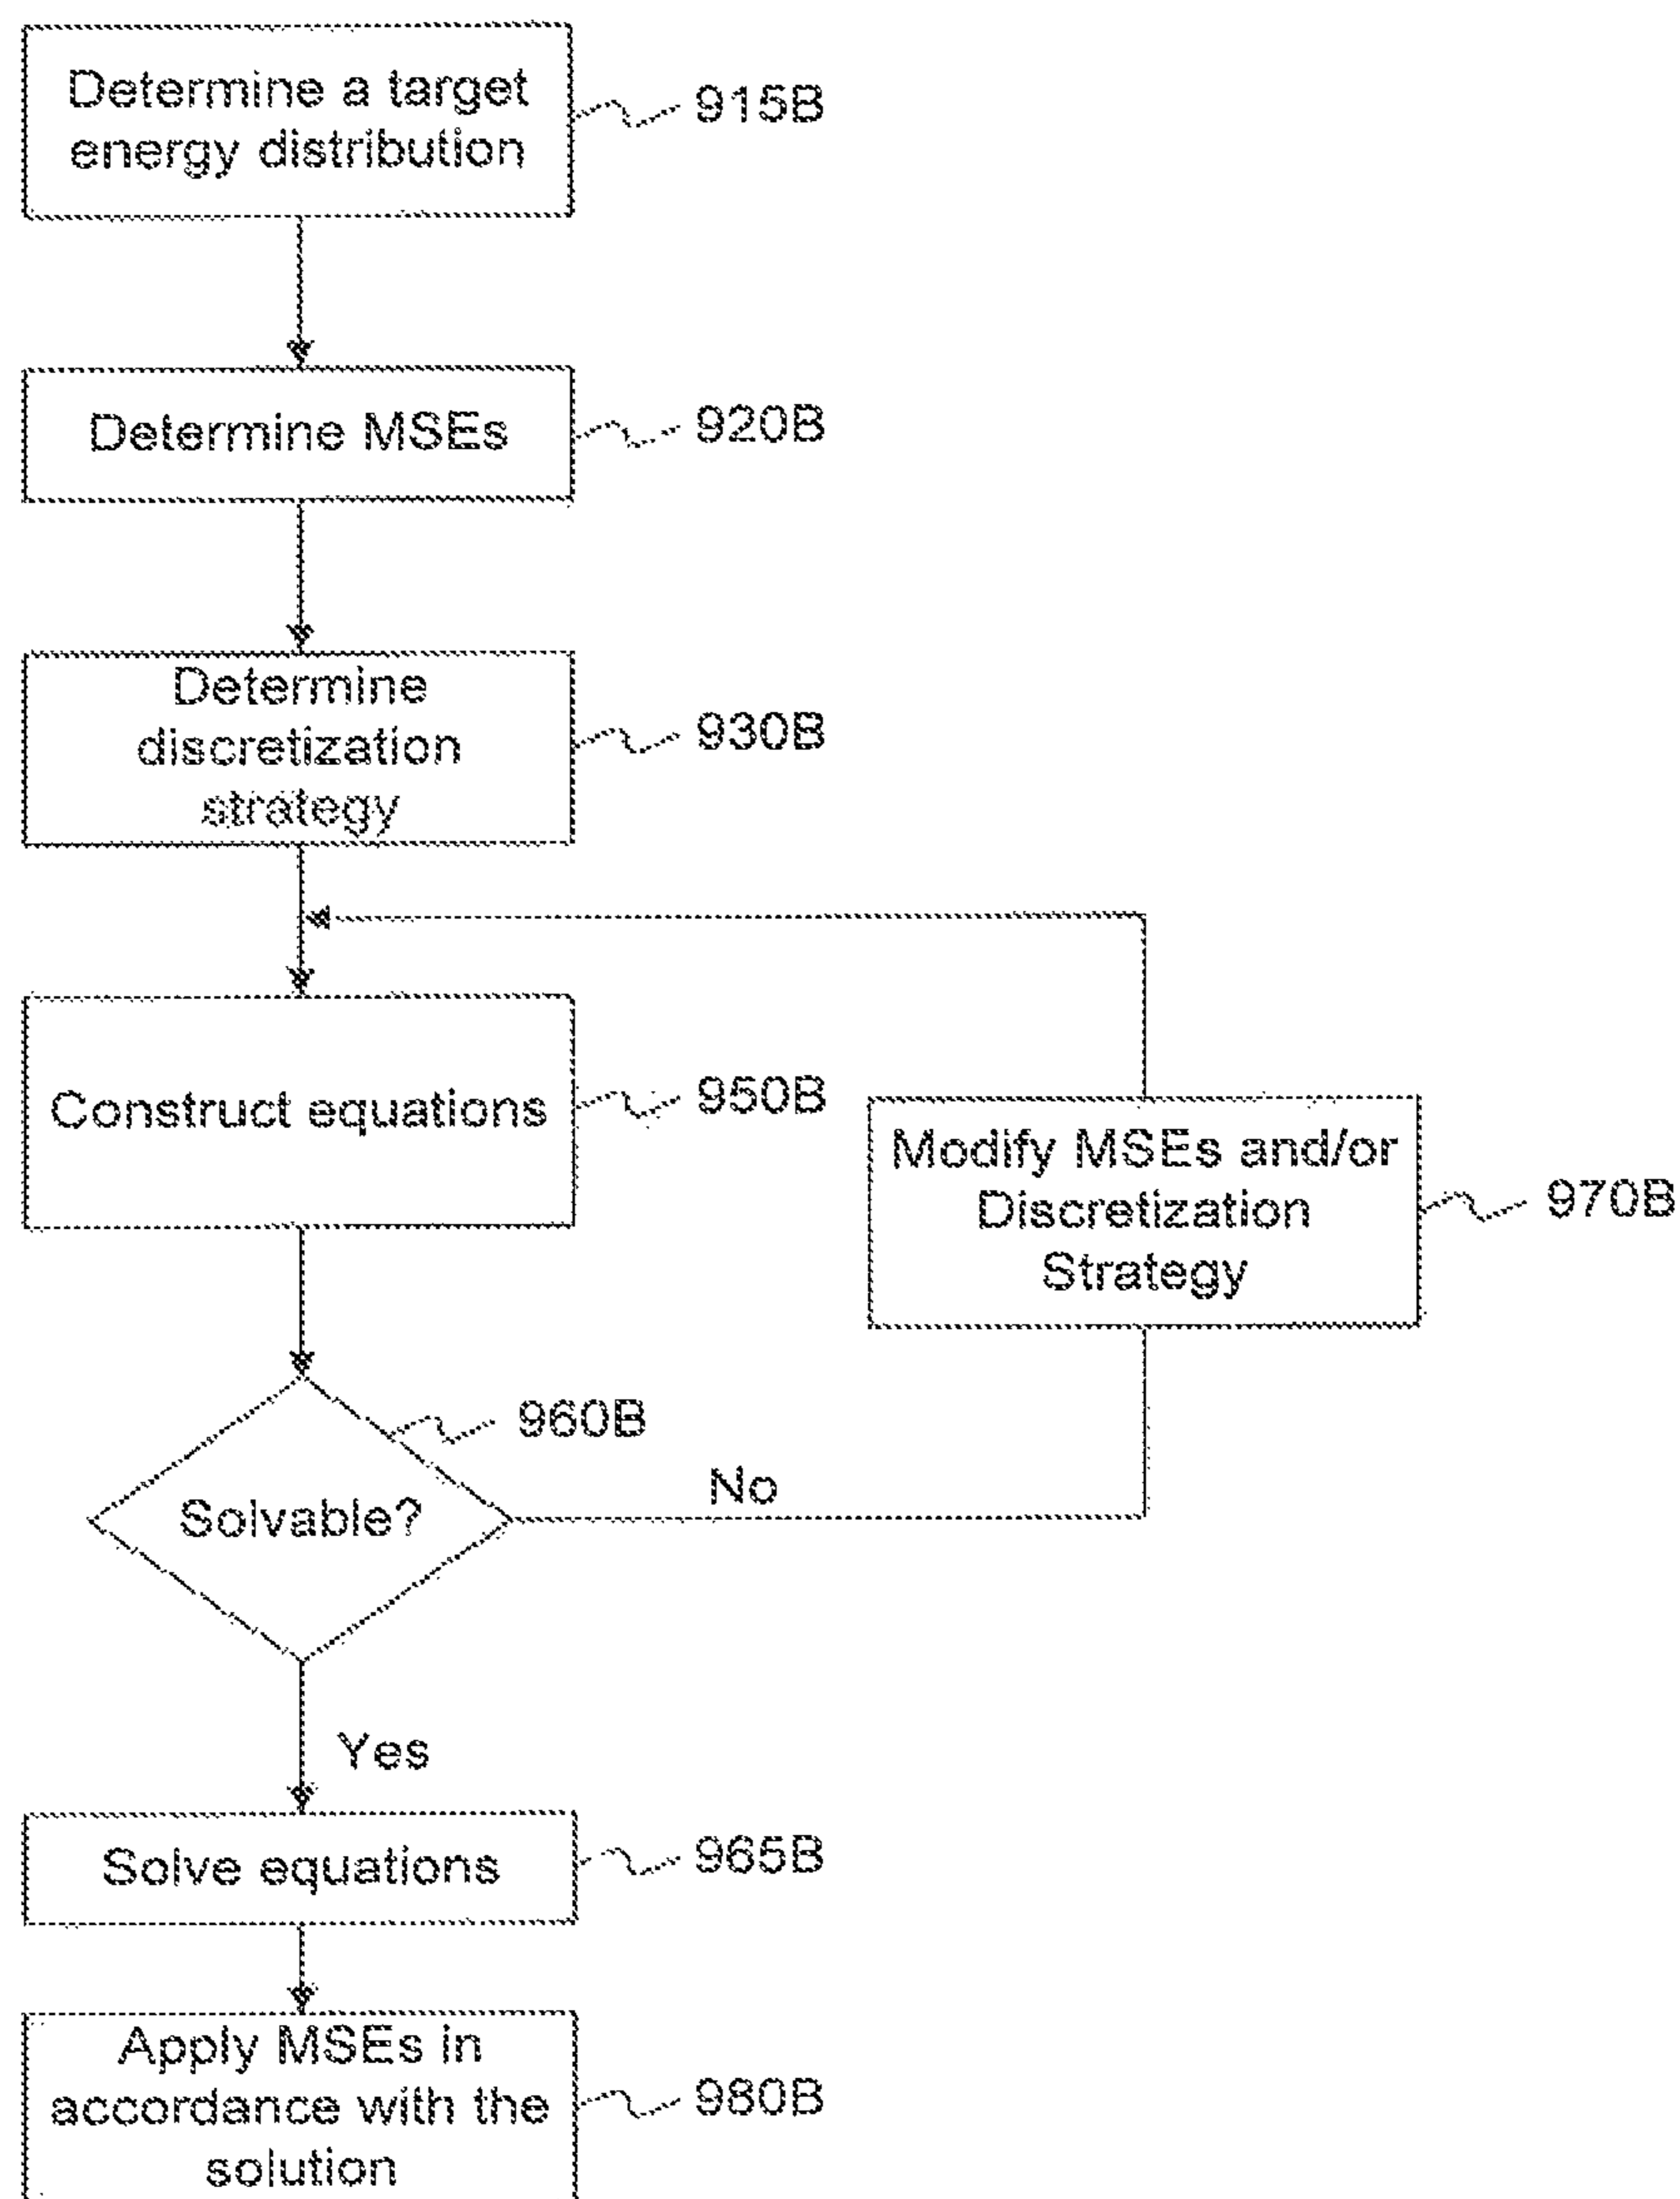 Determine a target
energy distribution
915B
Determine MSEs
920B
Determine
discretization
strategy
930B
Construct equations
950B
Modify MSEs and/or
Discretization
Strategy
970B
960B
Solvable?
No
Yes
Solve equations
965B
Apply MSEs in
accordance with the
solution
980B